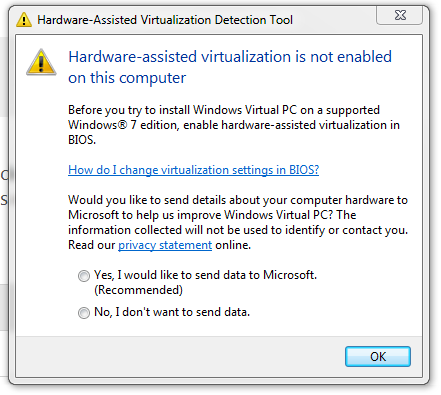 Hardware-Assisted Virtualization Detection Tool
Hardware-assisted virtualization is not enabled
on this computer
Before you try to install Windows Virtual PC on a supported
Windows® 7 edition, enable hardware-assisted virtualization in
BIOS.
How do I change virtualization settings in BIOS?
Would you like to send details about your computer hardware to
Microsoft to help us improve Windows Virtual PC? The
information collected will not be used to identify or contact you.
Read our privacy statement online.
Yes, I would like to send data to Microsoft.
(Recommended)
No, I don't want to send data.
OK